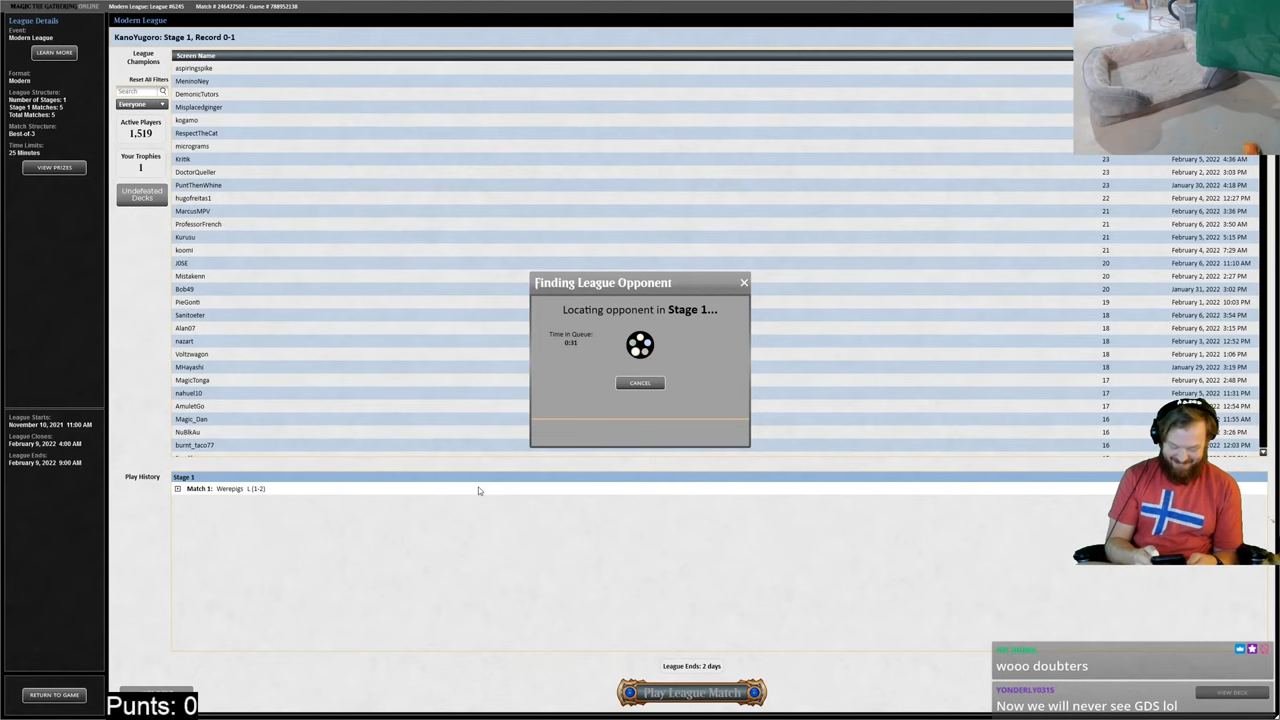 MAGIC THE GATHERING ONLINE
Modern League: League #6245
Match # 246427504 - Game # 788952138
League Details
Event:
Modern League
LEARN MORE
Format:
Modern
League Structure:
Number of Stages: 1
Stage 1 Matches: 5
Total Matches: 5
Match Structure:
Best-of-3
Time Limits:
25 Minutes
VIEW PRIZES
League Starts:
November 10, 2021 11:00 AM
League Closes:
February 9, 2022 4:00 AM
League Ends:
February 9, 2022 9:00 AM
RETURN TO GAME
Modern League
KanoYugoro: Stage 1, Record 0-1
League Champions
Reset All Filters
Search
Everyone
Active Players
1,519
Your Trophies
1
Undefeated Decks
Screen Name
aspiringspike
MeninoNey
DemonicTutors
Misplacedginger
kogamo
RespectTheCat
micrograms
Kritik 23 February 5, 2022 4:36 AM
DoctorQueller 23 February 2, 2022 3:03 PM
PuntThenWhine 23 January 30, 2022 4:18 PM
hugofreitas1 22 February 4, 2022 12:27 PM
MarcusMPV 21 February 6, 2022 3:36 PM
ProfessorFrench 21 February 6, 2022 3:50 AM
Kurusu 21 February 5, 2022 5:15 PM
koomi 21 February 4, 2022 7:29 AM
J0SE 20 February 6, 2022 11:10 AM
Mistakenn 20 February 2, 2022 2:27 PM
Bob49 20 January 31, 2022 3:02 PM
PieGonti 19 February 1, 2022 10:03 PM
Sanitoeter 18 February 6, 2022 3:54 PM
Alan07 18 February 6, 2022 3:15 PM
nazart 18 February 3, 2022 12:52 PM
Voltzwagon 18 February 1, 2022 1:06 PM
MHayashi 18 January 29, 2022 3:19 PM
MagicTonga 17 February 6, 2022 2:48 PM
nahuel10 17 February 5, 2022 11:31 PM
AmuletGo 17 12:54 PM
Magic_Dan 16 11:55 AM
NuBlkAu 16 3:26 PM
burnt_taco77 16 12:03 PM
Finding League Opponent
Locating opponent in Stage 1...
Time In Queue:
0:31
CANCEL
Play History
Stage 1
Match 1: Werepigs L (1-2)
League Ends: 2 days
Play League Match
VIEW DECK
Punts: 0
wooo doubters
YONDERLY0315
Now we will never see GDS lol